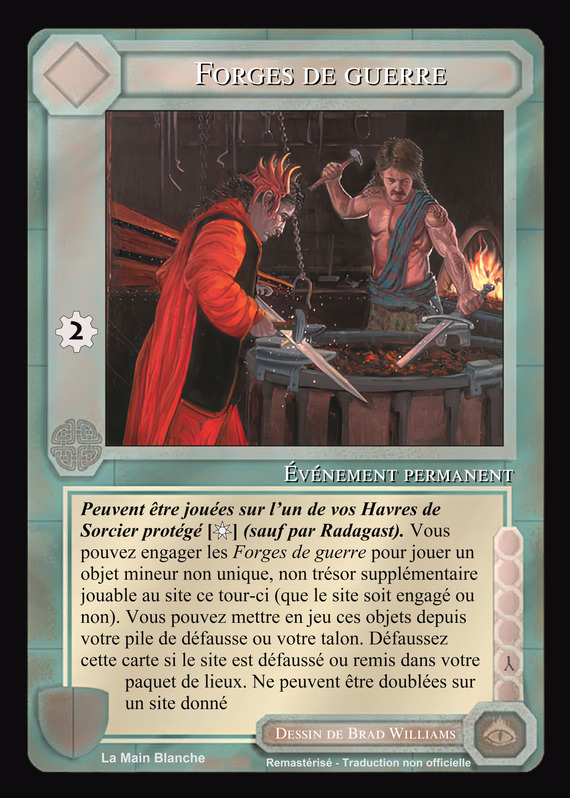 Forges de guerre
2
Événement permanent
Peuvent être jouées sur l'un de vos Havres de
Sorcier protégé [ ] (sauf par Radagast). Vous
pouvez engager les Forges de guerre pour jouer un
objet mineur non unique, non trésor supplémentaire
jouable au site ce tour-ci (que le site soit engagé ou
non). Vous pouvez mettre en jeu ces objets depuis
votre pile de défausse ou votre talon. Défaussez
cette carte si le site est défaussé ou remis dans votre
paquet de lieux. Ne peuvent être doublées sur
un site donné
Dessin de Brad Williams
La Main Blanche
Remastérisé - Traduction non officielle